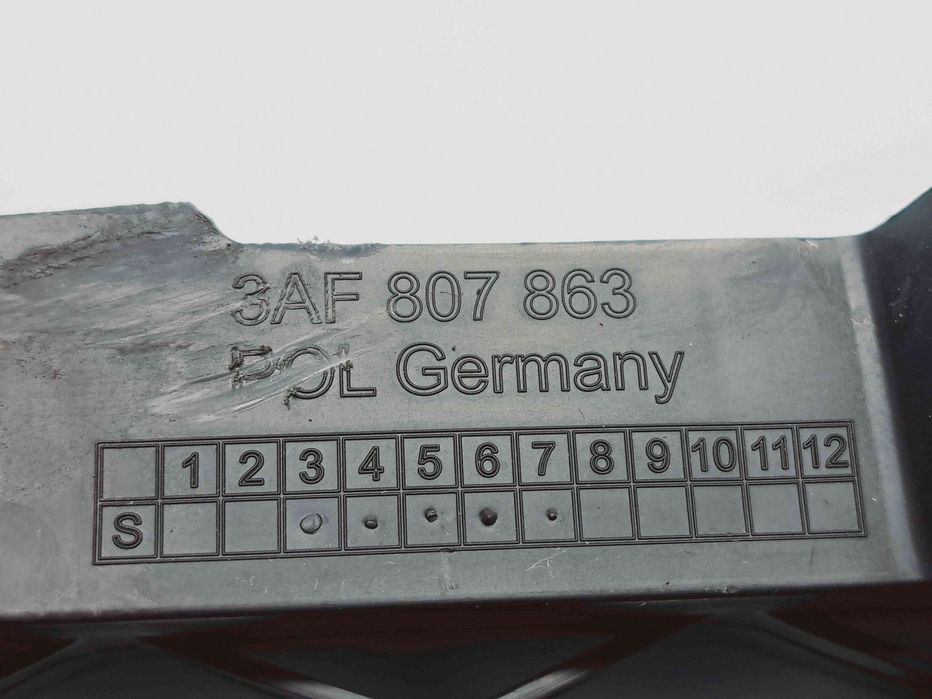 3AF 807 863
POL Germany
1 2 3 4 5 6 7 8 9 10 11 12
S